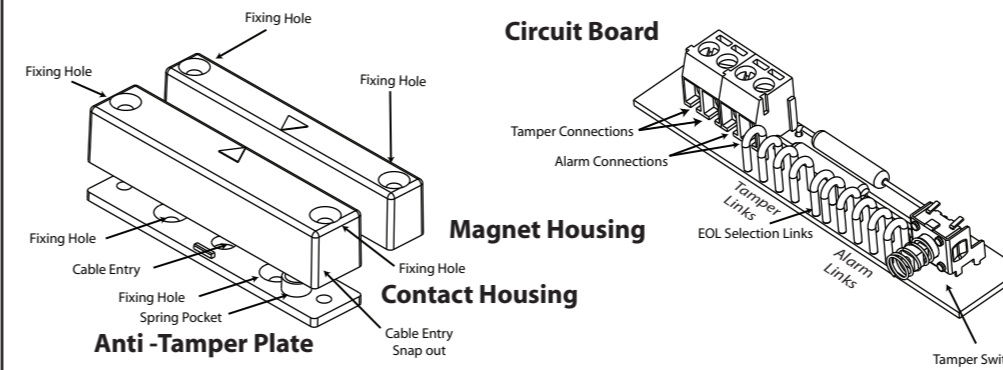 Fixing Hole
Fixing Hole
Fixing Hole
Fixing Hole
Cable Entry
Fixing Hole
Spring Pocket
Anti -Tamper Plate
Magnet Housing
Fixing Hole
Contact Housing
Cable Entry
Snap out
Circuit Board
Tamper Connections
Alarm Connections
Tamper
Links
EOL Selection Links
Alarm
Links
Tamper Swit